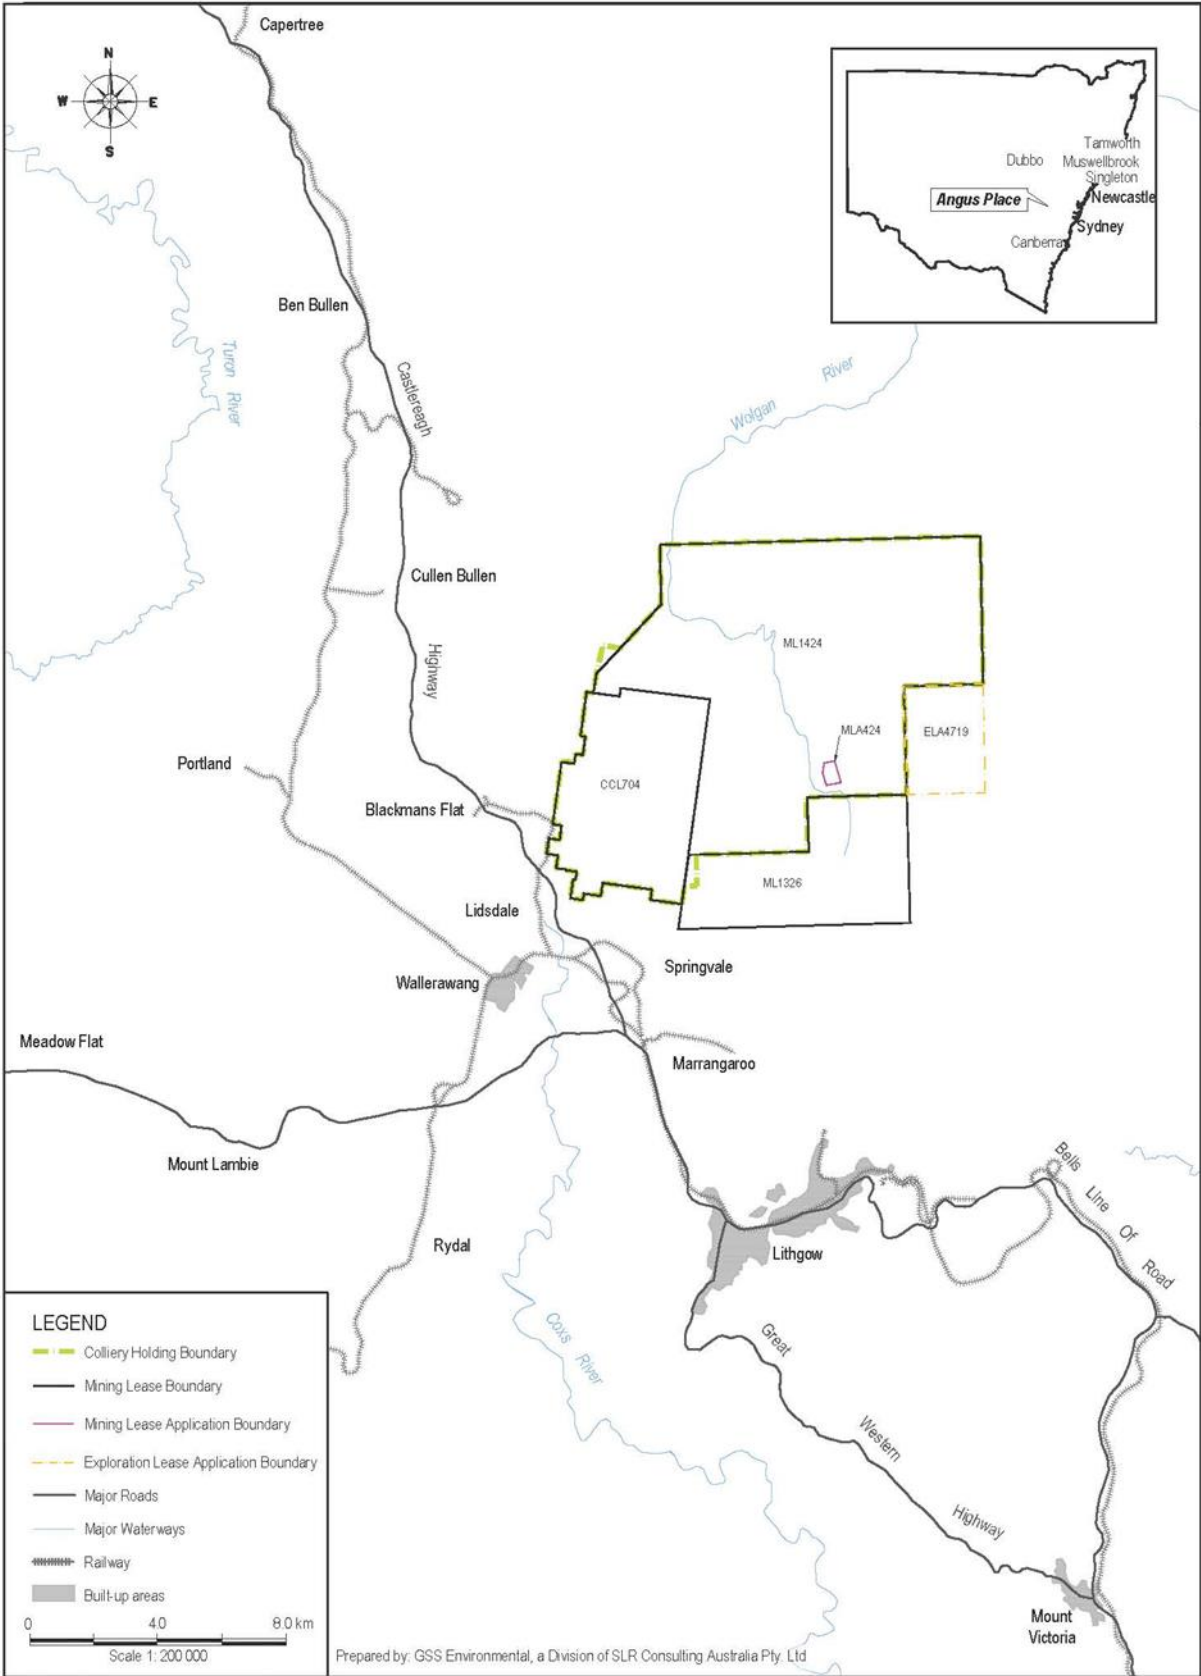 Capertree
N
W
E
S
Tamworth
Dubbo
Muswellbrook
Singleton
Angus Place
Newcastle
Sydney
Canberra
Ben Bullen
Turon River
Castlereagh
Wolgan
River
Cullen Bullen
Highway
ML1424
MLA424
ELA4719
Portland
CCL704
Blackmans Flat
ML1326
Lidsdale
Springvale
Wallerawang
Meadow Flat
Marrangaroo
Mount Lambie
Bells
Line
Of
Road
Rydal
Lithgow
Coxs
River
Great
Western
Highway
LEGEND
Colliery Holding Boundary
Mining Lease Boundary
Mining Lease Application Boundary
Exploration Lease Application Boundary
Major Roads
Major Waterways
Railway
Built-up areas
0 4.0 8.0 km
Scale 1: 200 000
Prepared by: GSS Environmental, a Division of SLR Consulting Australia Pty. Ltd
Mount
Victoria